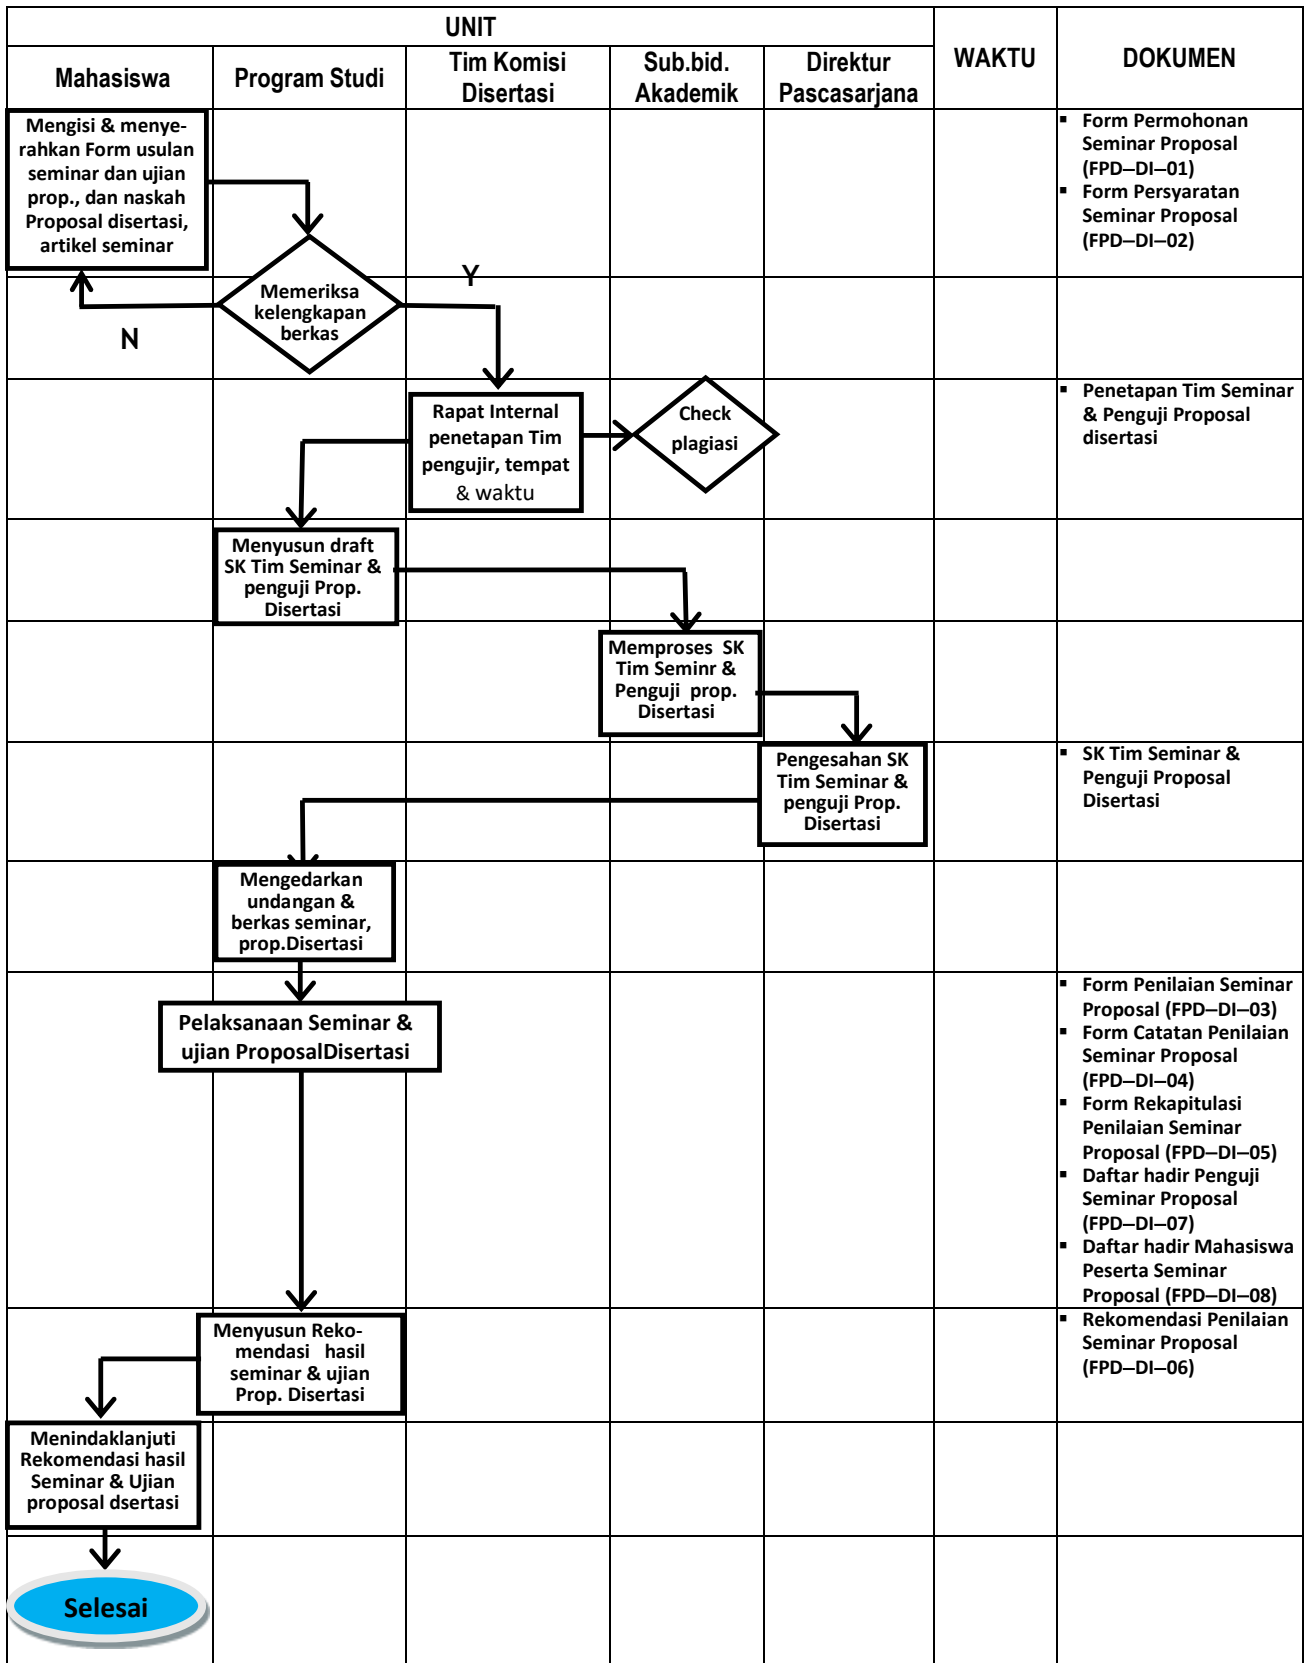 UNIT
WAKTU
DOKUMEN
Mahasiswa
Program Studi
Tim Komisi
Disertasi
Sub.bid.
Akademik
Direktur
Pascasarjana
Mengisi & menye-
rahkan Form usulan
seminar dan ujian
prop., dan naskah
Proposal disertasi,
artikel seminar
▪ Form Permohonan
Seminar Proposal
(FPD–DI–01)
▪ Form Persyaratan
Seminar Proposal
(FPD–DI–02)
Y
Memeriksa
kelengkapan
berkas
N
Rapat Internal
penetapan Tim
pengujir, tempat
& waktu
Check
plagiasi
▪ Penetapan Tim Seminar
& Penguji Proposal
disertasi
Menyusun draft
SK Tim Seminar &
penguji Prop.
Disertasi
Memproses SK
Tim Seminr &
Penguji prop.
Disertasi
Pengesahan SK
Tim Seminar &
penguji Prop.
Disertasi
▪ SK Tim Seminar &
Penguji Proposal
Disertasi
Mengedarkan
undangan &
berkas seminar,
prop.Disertasi
Pelaksanaan Seminar &
ujian ProposalDisertasi
▪ Form Penilaian Seminar
Proposal (FPD–DI–03)
▪ Form Catatan Penilaian
Seminar Proposal
(FPD–DI–04)
▪ Form Rekapitulasi
Penilaian Seminar
Proposal (FPD–DI–05)
▪ Daftar hadir Penguji
Seminar Proposal
(FPD–DI–07)
▪ Daftar hadir Mahasiswa
Peserta Seminar
Proposal (FPD–DI–08)
Menyusun Reko-
mendasi hasil
seminar & ujian
Prop. Disertasi
▪ Rekomendasi Penilaian
Seminar Proposal
(FPD–DI–06)
Menindaklanjuti
Rekomendasi hasil
Seminar & Ujian
proposal dsertasi
Selesai